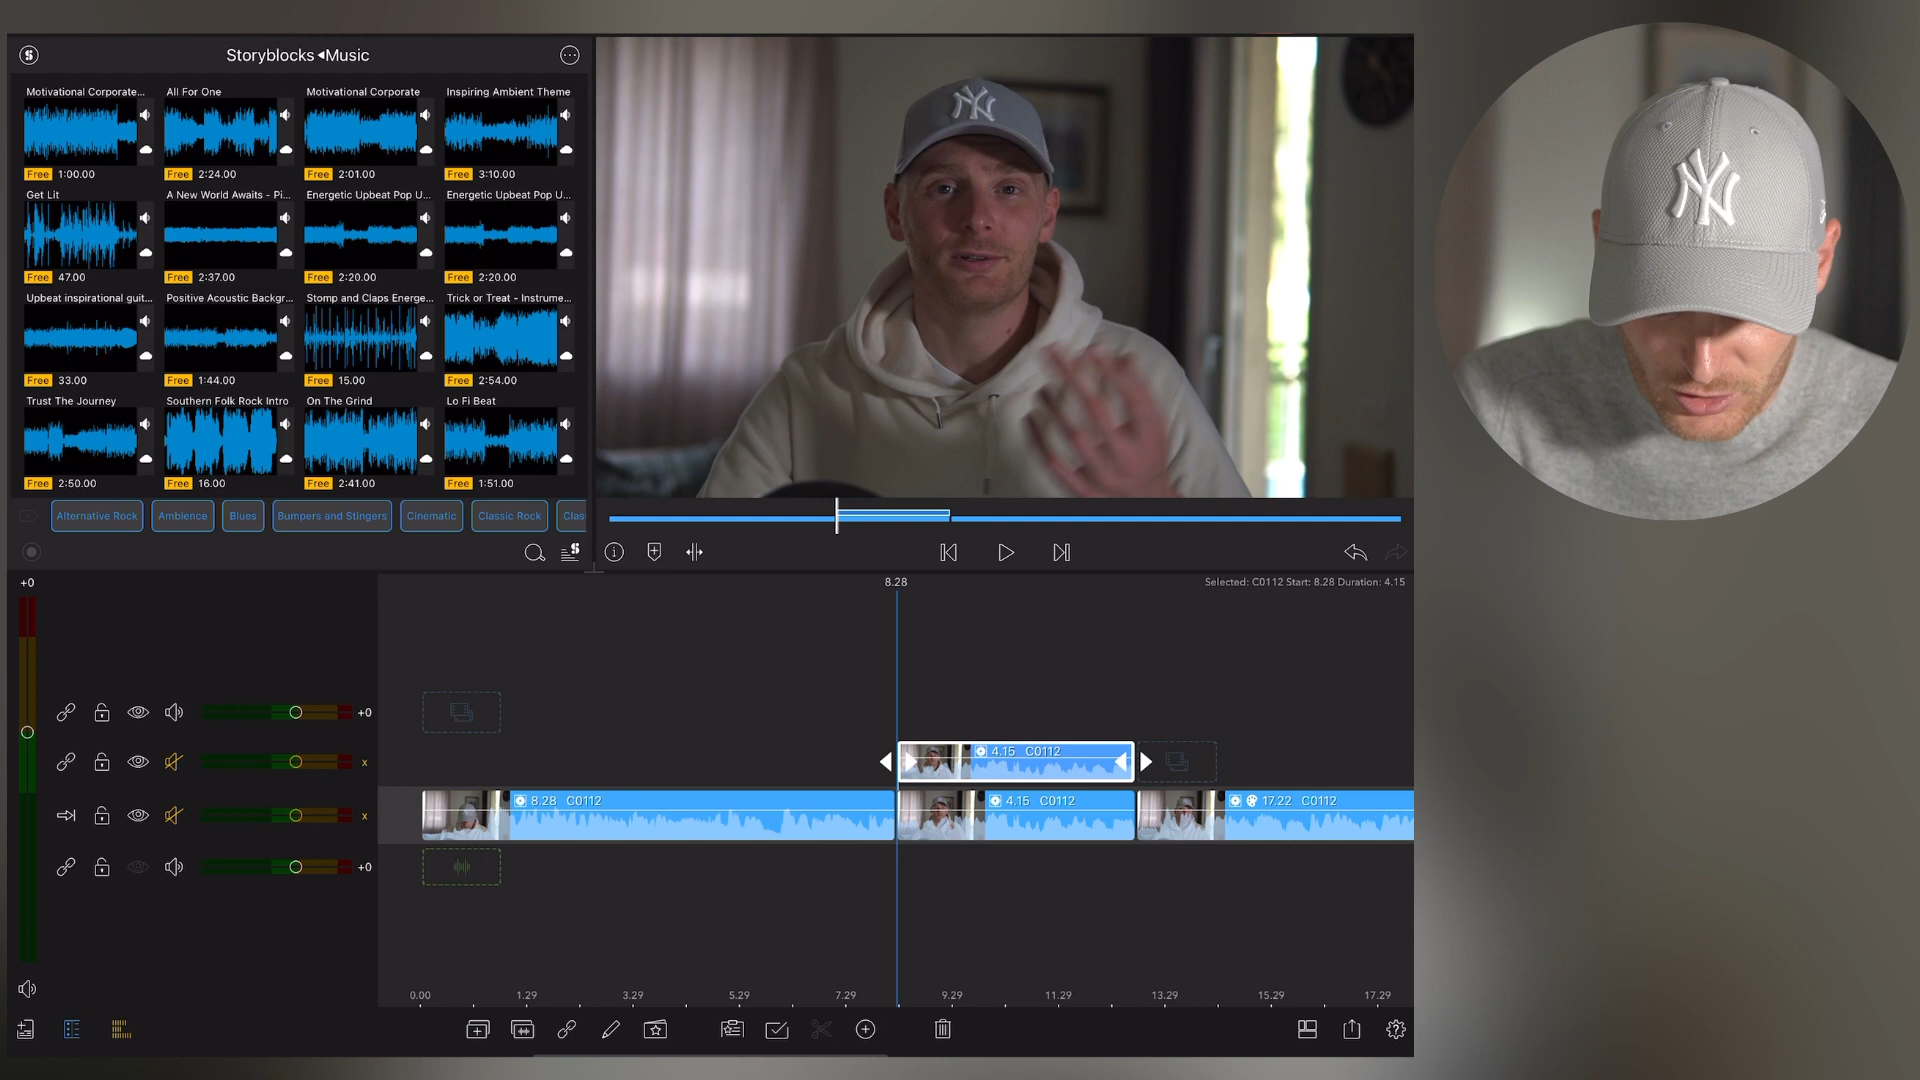 Storyblocks ◂Music
Motivational Corporate...
All For One
Motivational Corporate
Inspiring Ambient Theme
Free 1:00.00
Free 2:24.00
Free 2:01.00
Free 3:10.00
Get Lit
A New World Awaits - Pi...
Energetic Upbeat Pop U...
Energetic Upbeat Pop U...
Free 47.00
Free 2:37.00
Free 2:20.00
Free 2:20.00
Upbeat inspirational guit...
Positive Acoustic Backgr...
Stomp and Claps Energe...
Trick or Treat - Instrume...
Free 33.00
Free 1:44.00
Free 15.00
Free 2:54.00
Trust The Journey
Southern Folk Rock Intro
On The Grind
Lo Fi Beat
Free 2:50.00
Free 16.00
Free 2:41.00
Free 1:51.00
Alternative Rock
Ambience
Blues
Bumpers and Stingers
Cinematic
Classic Rock
Clas
NY
NY
+0
8.28
Selected: C0112 Start: 8.28 Duration: 4.15
+0
4.15 C0112
x
8.28 C0112
4.15 C0112
17.22 C0112
x
+0
0.00
1.29
3.29
5.29
7.29
9.29
11.29
13.29
15.29
17.29